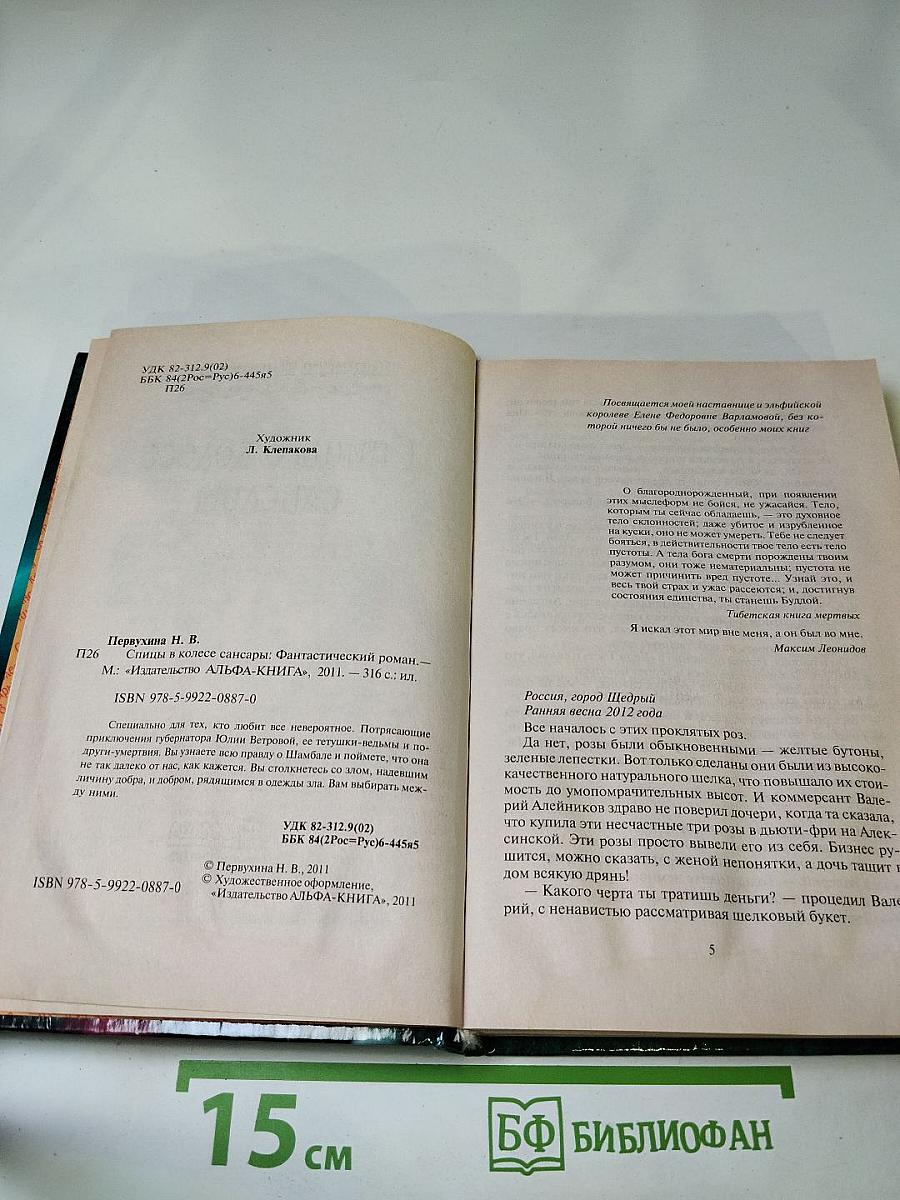 УДК 82-312.9(02)
ББК 84(2Рос=Рус)6-445я5
П26
Художник
Л. Клепакова
Первухина Н. В.
П26 Спицы в колесе сансары: Фантастический роман.—
М.: «Издательство АЛЬФА-КНИГА», 2011. — 316 с.: ил.
ISBN 978-5-9922-0887-0
Специально для тех, кто любит все невероятное. Потрясающие
приключения губернатора Юлии Ветровой, ее тетушки-ведьмы и по-
други-умертвия. Вы узнаете всю правду о Шамбале и поймете, что она
не так далеко от нас, как кажется. Вы столкнетесь со злом, надевшим
личину добра, и добром, рядящимся в одежды зла. Вам выбирать меж-
ду ними.
УДК 82-312.9(02)
ББК 84(2Рос=Рус)6-445я5
© Первухина Н. В., 2011
© Художественное оформление,
«Издательство АЛЬФА-КНИГА», 2011
ISBN 978-5-9922-0887-0
Посвящается моей наставнице и эльфийской
королеве Елене Федоровне Варламовой, без ко-
торой ничего бы не было, особенно моих книг
О благороднорожденный, при появлении
этих мыслеформ не бойся, не ужасайся. Тело,
которым ты сейчас обладаешь, — это духовное
тело склонностей; даже убитое и изрубленное
на куски, оно не может умереть. Тебе не следует
бояться, в действительности твое тело есть тело
пустоты. А тела бога смерти порождены твоим
разумом, они тоже нематериальны; пустота не
может причинить вред пустоте... Узнай это, и
весь твой страх и ужас рассеются; и, достигнув
состояния единства, ты станешь Буддой.
Тибетская книга мертвых
Я искал этот мир вне меня, а он был во мне.
Максим Леонидов
Россия, город Щедрый
Ранняя весна 2012 года
Все началось с этих проклятых роз.
Да нет, розы были обыкновенными — желтые бутоны,
зеленые лепестки. Вот только сделаны они были из высоко-
качественного натурального шелка, что повышало их стои-
мость до умопомрачительных высот. И коммерсант Вале-
рий Алейников здраво не поверил дочери, когда та сказала,
что купила эти несчастные три розы в дьюти-фри на Алек-
синской. Эти розы просто вывели его из себя. Бизнес ру-
шится, можно сказать, с женой непонятки, а дочь тащит в
дом всякую дрянь!
— Какого черта ты тратишь деньги? — процедил Вале-
рий, с ненавистью рассматривая шелковый букет.
5
15 см
БФ БИБЛИОФАН